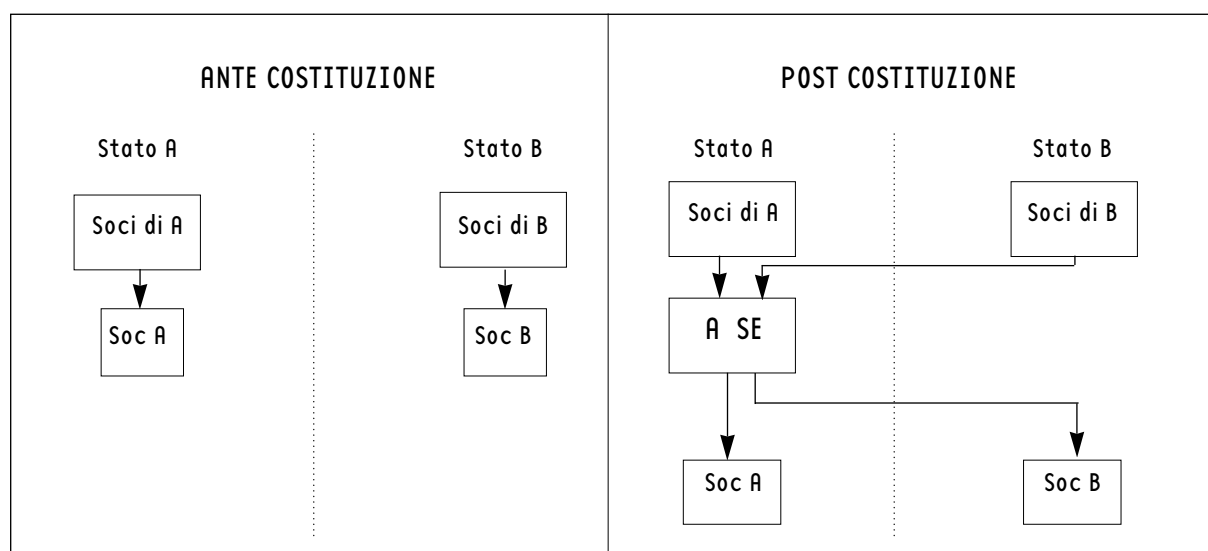 ANTE COSTITUZIONE
Stato A
Stato B
Soci di A
Soci di B
Soc A
Soc B
POST COSTITUZIONE
Stato A
Stato B
Soci di A
Soci di B
A SE
Soc A
Soc B